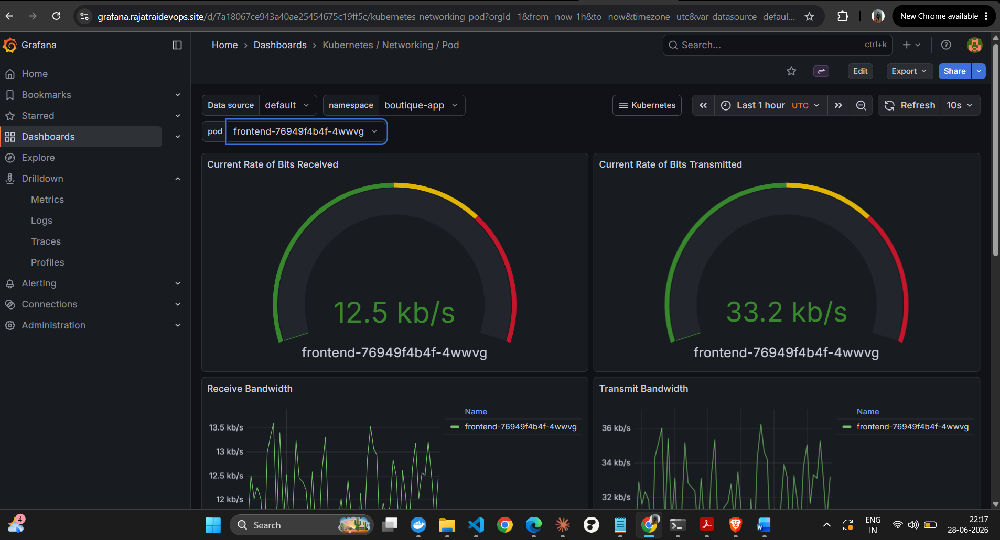 grafana.rajatraidevops.site/d/7a18067ce943a40ae25454675c19ff5c/kubernetes-networking-pod?orgId=1&from=now-1h&to=now&timezone=utc&var-datasource=defaul...
New Chrome available
Grafana
Home › Dashboards › Kubernetes / Networking / Pod
Search...
ctrl+k
Edit
Export
Share
Home
Bookmarks
Starred
Dashboards
Explore
Drilldown
Metrics
Logs
Traces
Profiles
Alerting
Connections
Administration
Data source default
namespace boutique-app
Kubernetes
Last 1 hour UTC
Refresh 10s
pod frontend-76949f4b4f-4wwvg
Current Rate of Bits Received
12.5 kb/s
frontend-76949f4b4f-4wwvg
Current Rate of Bits Transmitted
33.2 kb/s
frontend-76949f4b4f-4wwvg
Receive Bandwidth
13.5 kb/s
13 kb/s
12.5 kb/s
12 kb/s
Name
frontend-76949f4b4f-4wwvg
Transmit Bandwidth
36 kb/s
34 kb/s
32 kb/s
Name
frontend-76949f4b4f-4wwvg
4
Search
ENG
IN
22:17
28-06-2026